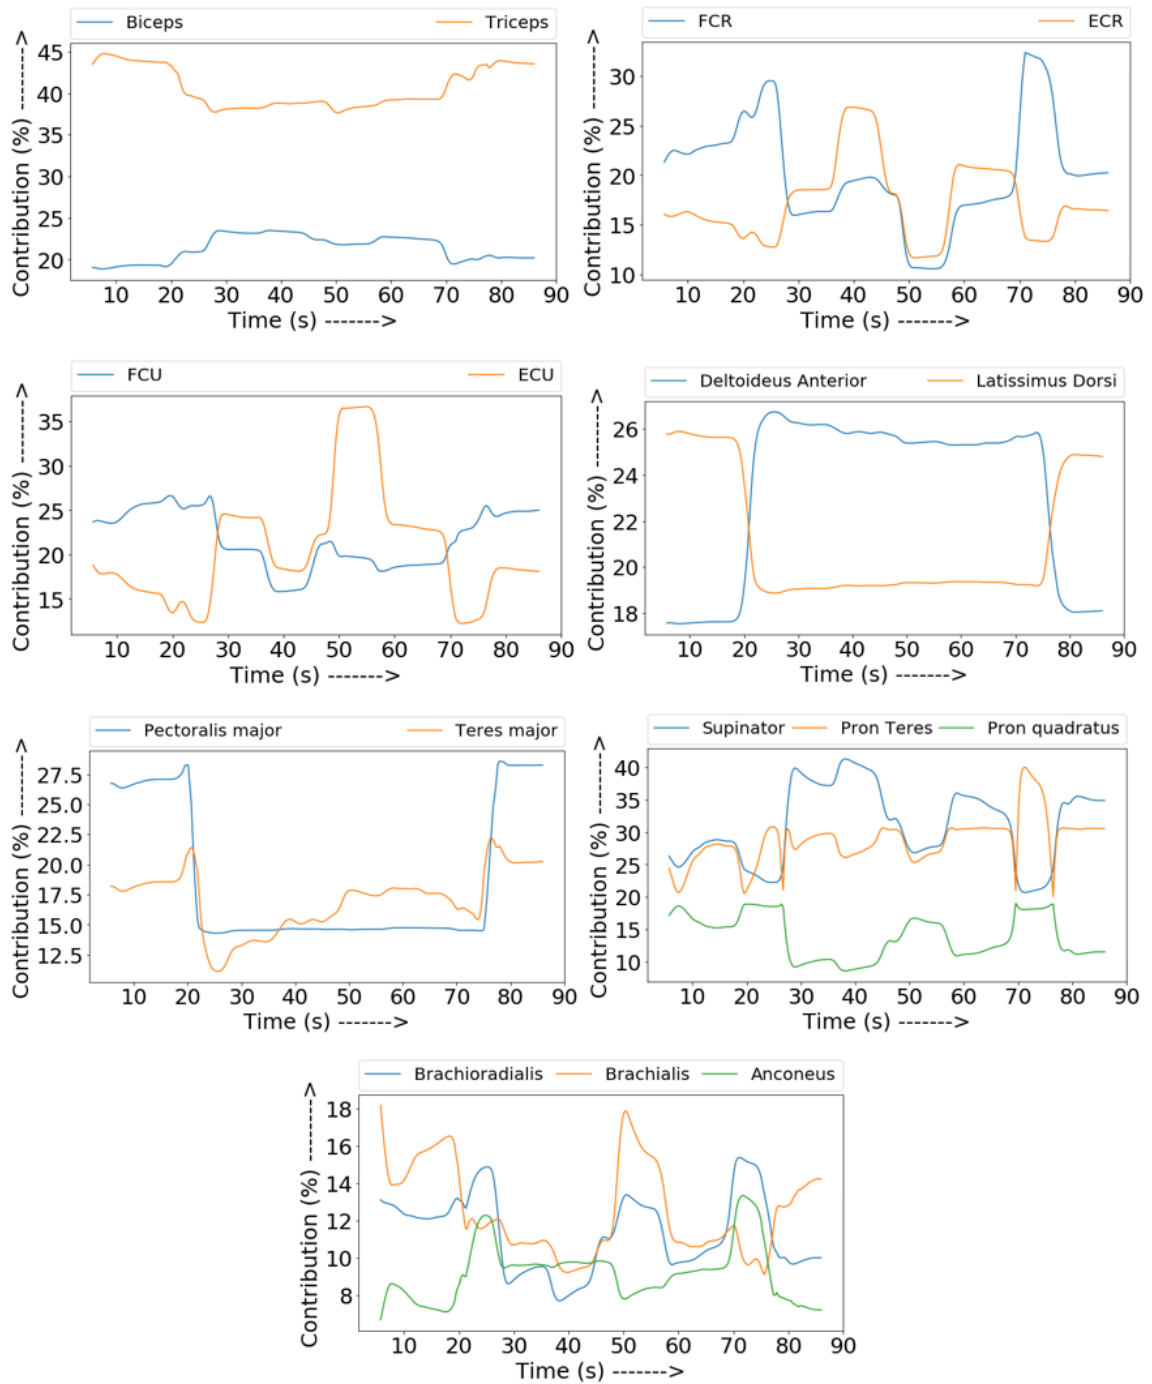 Biceps Triceps
Contribution (%) ------->
45
40
35
30
25
20
10 20 30 40 50 60 70 80 90
Time (s) ------->
FCR ECR
Contribution (%) ------->
30
25
20
15
10
10 20 30 40 50 60 70 80 90
Time (s) ------->
FCU ECU
Contribution (%) ------->
35
30
25
20
15
10 20 30 40 50 60 70 80 90
Time (s) ------->
Deltoideus Anterior Latissimus Dorsi
Contribution (%) ------->
26
24
22
19
18
10 20 30 40 50 60 70 80 90
Time (s) ------->
Pectoralis major Teres major
Contribution (%) ------->
27.5
25.0
22.5
20.0
17.5
15.0
12.5
10 20 30 40 50 60 70 80 90
Time (s) ------->
Supinator Pron Teres Pron quadratus
Contribution (%) ------->
40
35
30
25
20
15
10
10 20 30 40 50 60 70 80 90
Time (s) ------->
Brachioradialis Brachialis Anconeus
Contribution (%) ------->
18
16
14
12
10
8
10 20 30 40 50 60 70 80 90
Time (s) ------->